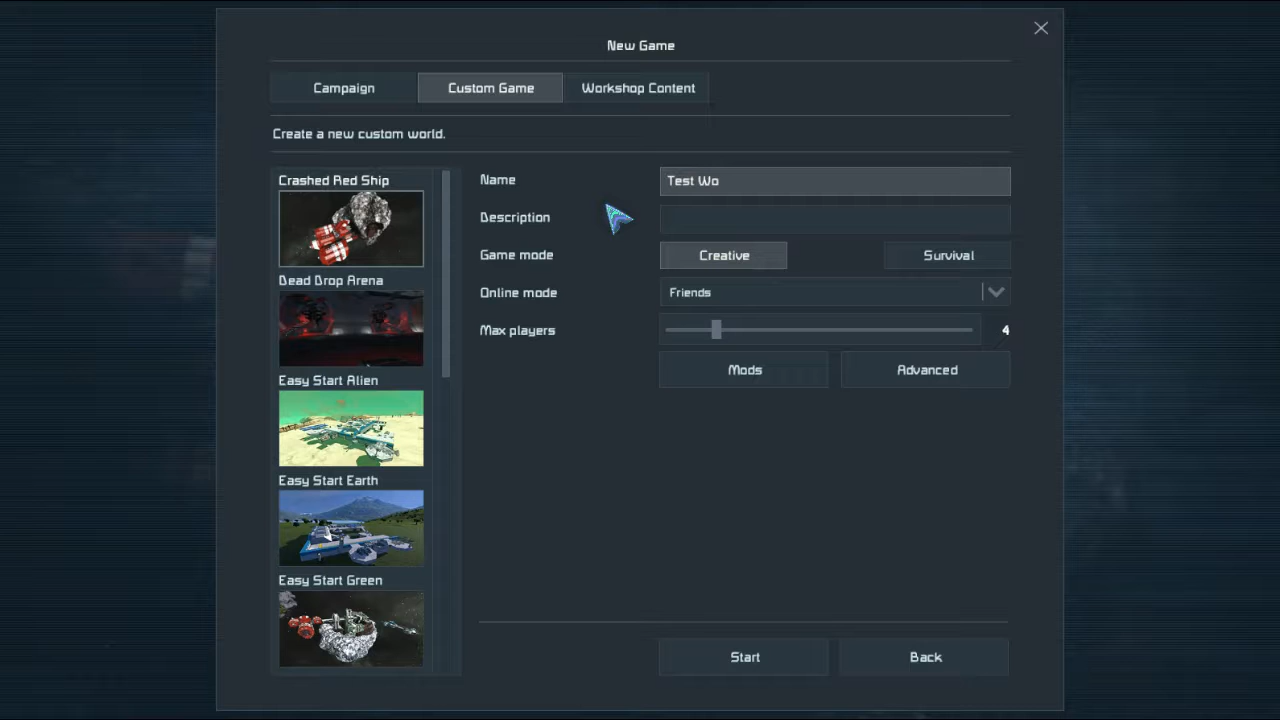 New Game
Campaign
Custom Game
Workshop Content
Create a new custom world.
Crashed Red Ship
Dead Drop Arena
Easy Start Alien
Easy Start Earth
Easy Start Green
Name
Test Wo
Description
Game mode
Creative
Survival
Online mode
Friends
Max players
4
Mods
Advanced
Start
Back